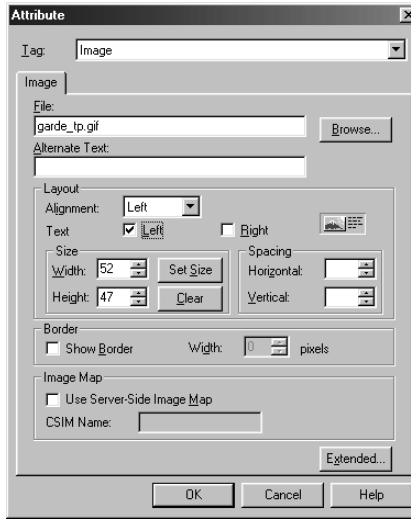 Attribute
Tag: Image
Image
File:
garde_tp.gif
Browse...
Alternate Text:
Layout
Alignment: Left
Text Left Right
Size
Width: 52 Set Size
Height: 47 Clear
Spacing
Horizontal:
Vertical:
Border
Show Border Width: 0 pixels
Image Map
Use Server-Side Image Map
CSIM Name:
Extended...
OK Cancel Help